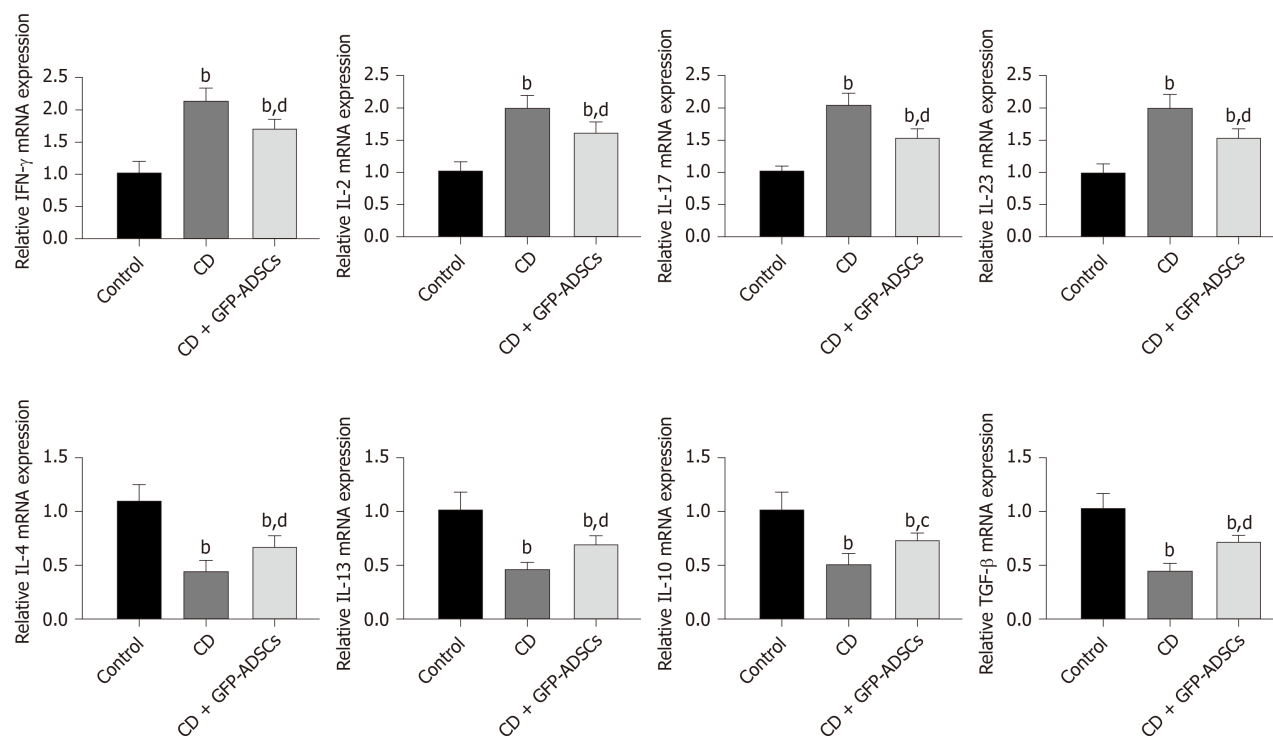 Relative IFN-γ mRNA expression
2.5
2.0
1.5
1.0
0.5
0.0
b
b,d
Control
CD
CD + GFP-ADSCs
Relative IL-2 mRNA expression
2.5
2.0
1.5
1.0
0.5
0.0
b
b,d
Control
CD
CD + GFP-ADSCs
Relative IL-17 mRNA expression
2.5
2.0
1.5
1.0
0.5
0.0
b
b,d
Control
CD
CD + GFP-ADSCs
Relative IL-23 mRNA expression
2.5
2.0
1.5
1.0
0.5
0.0
b
b,d
Control
CD
CD + GFP-ADSCs
Relative IL-4 mRNA expression
1.5
1.0
0.5
0.0
b
b,d
Control
CD
CD + GFP-ADSCs
Relative IL-13 mRNA expression
1.5
1.0
0.5
0.0
b
b,d
Control
CD
CD + GFP-ADSCs
Relative IL-10 mRNA expression
1.5
1.0
0.5
0.0
b
b,c
Control
CD
CD + GFP-ADSCs
Relative TGF-β mRNA expression
1.5
1.0
0.5
0.0
b
b,d
Control
CD
CD + GFP-ADSCs